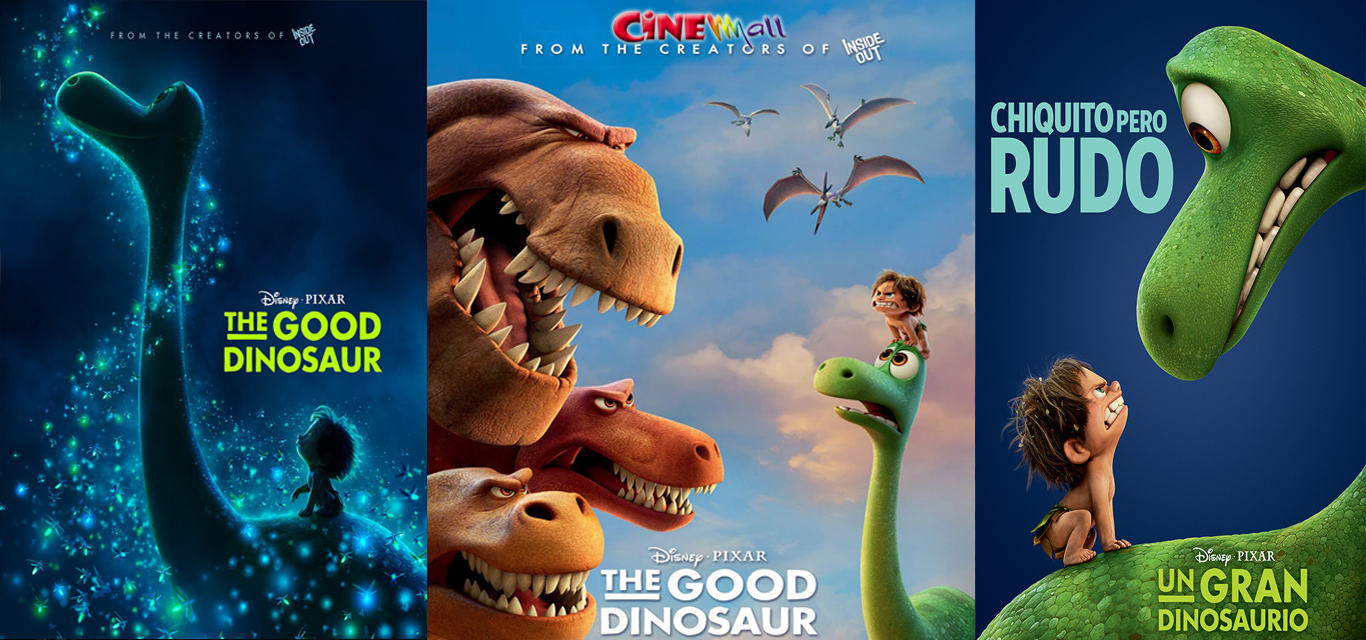 FROM THE CREATORS OF INSIDE OUT
Disney · PIXAR
THE GOOD
DINOSAUR
CiNEMmall
FROM THE CREATORS OF INSIDE OUT
Disney · PIXAR
THE GOOD
DINOSAUR
CHIQUITO PERO
RUDO
Disney · PIXAR
UN GRAN
DINOSAURIO